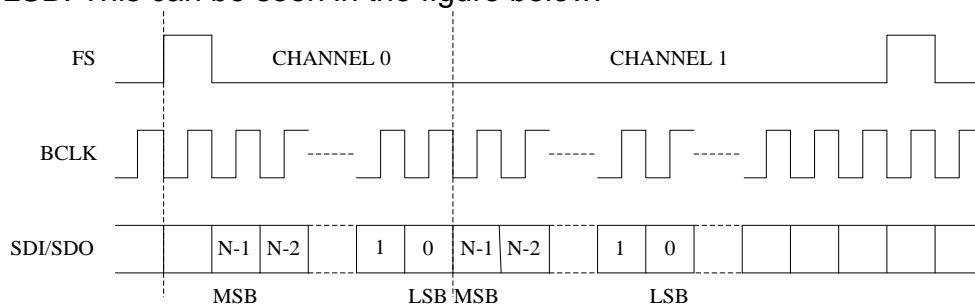 LSB. This can be seen in the figure below.
FS CHANNEL 0 CHANNEL 1
BCLK
SDI/SDO N-1 N-2 1 0 N-1 N-2 1 0
MSB LSB MSB LSB